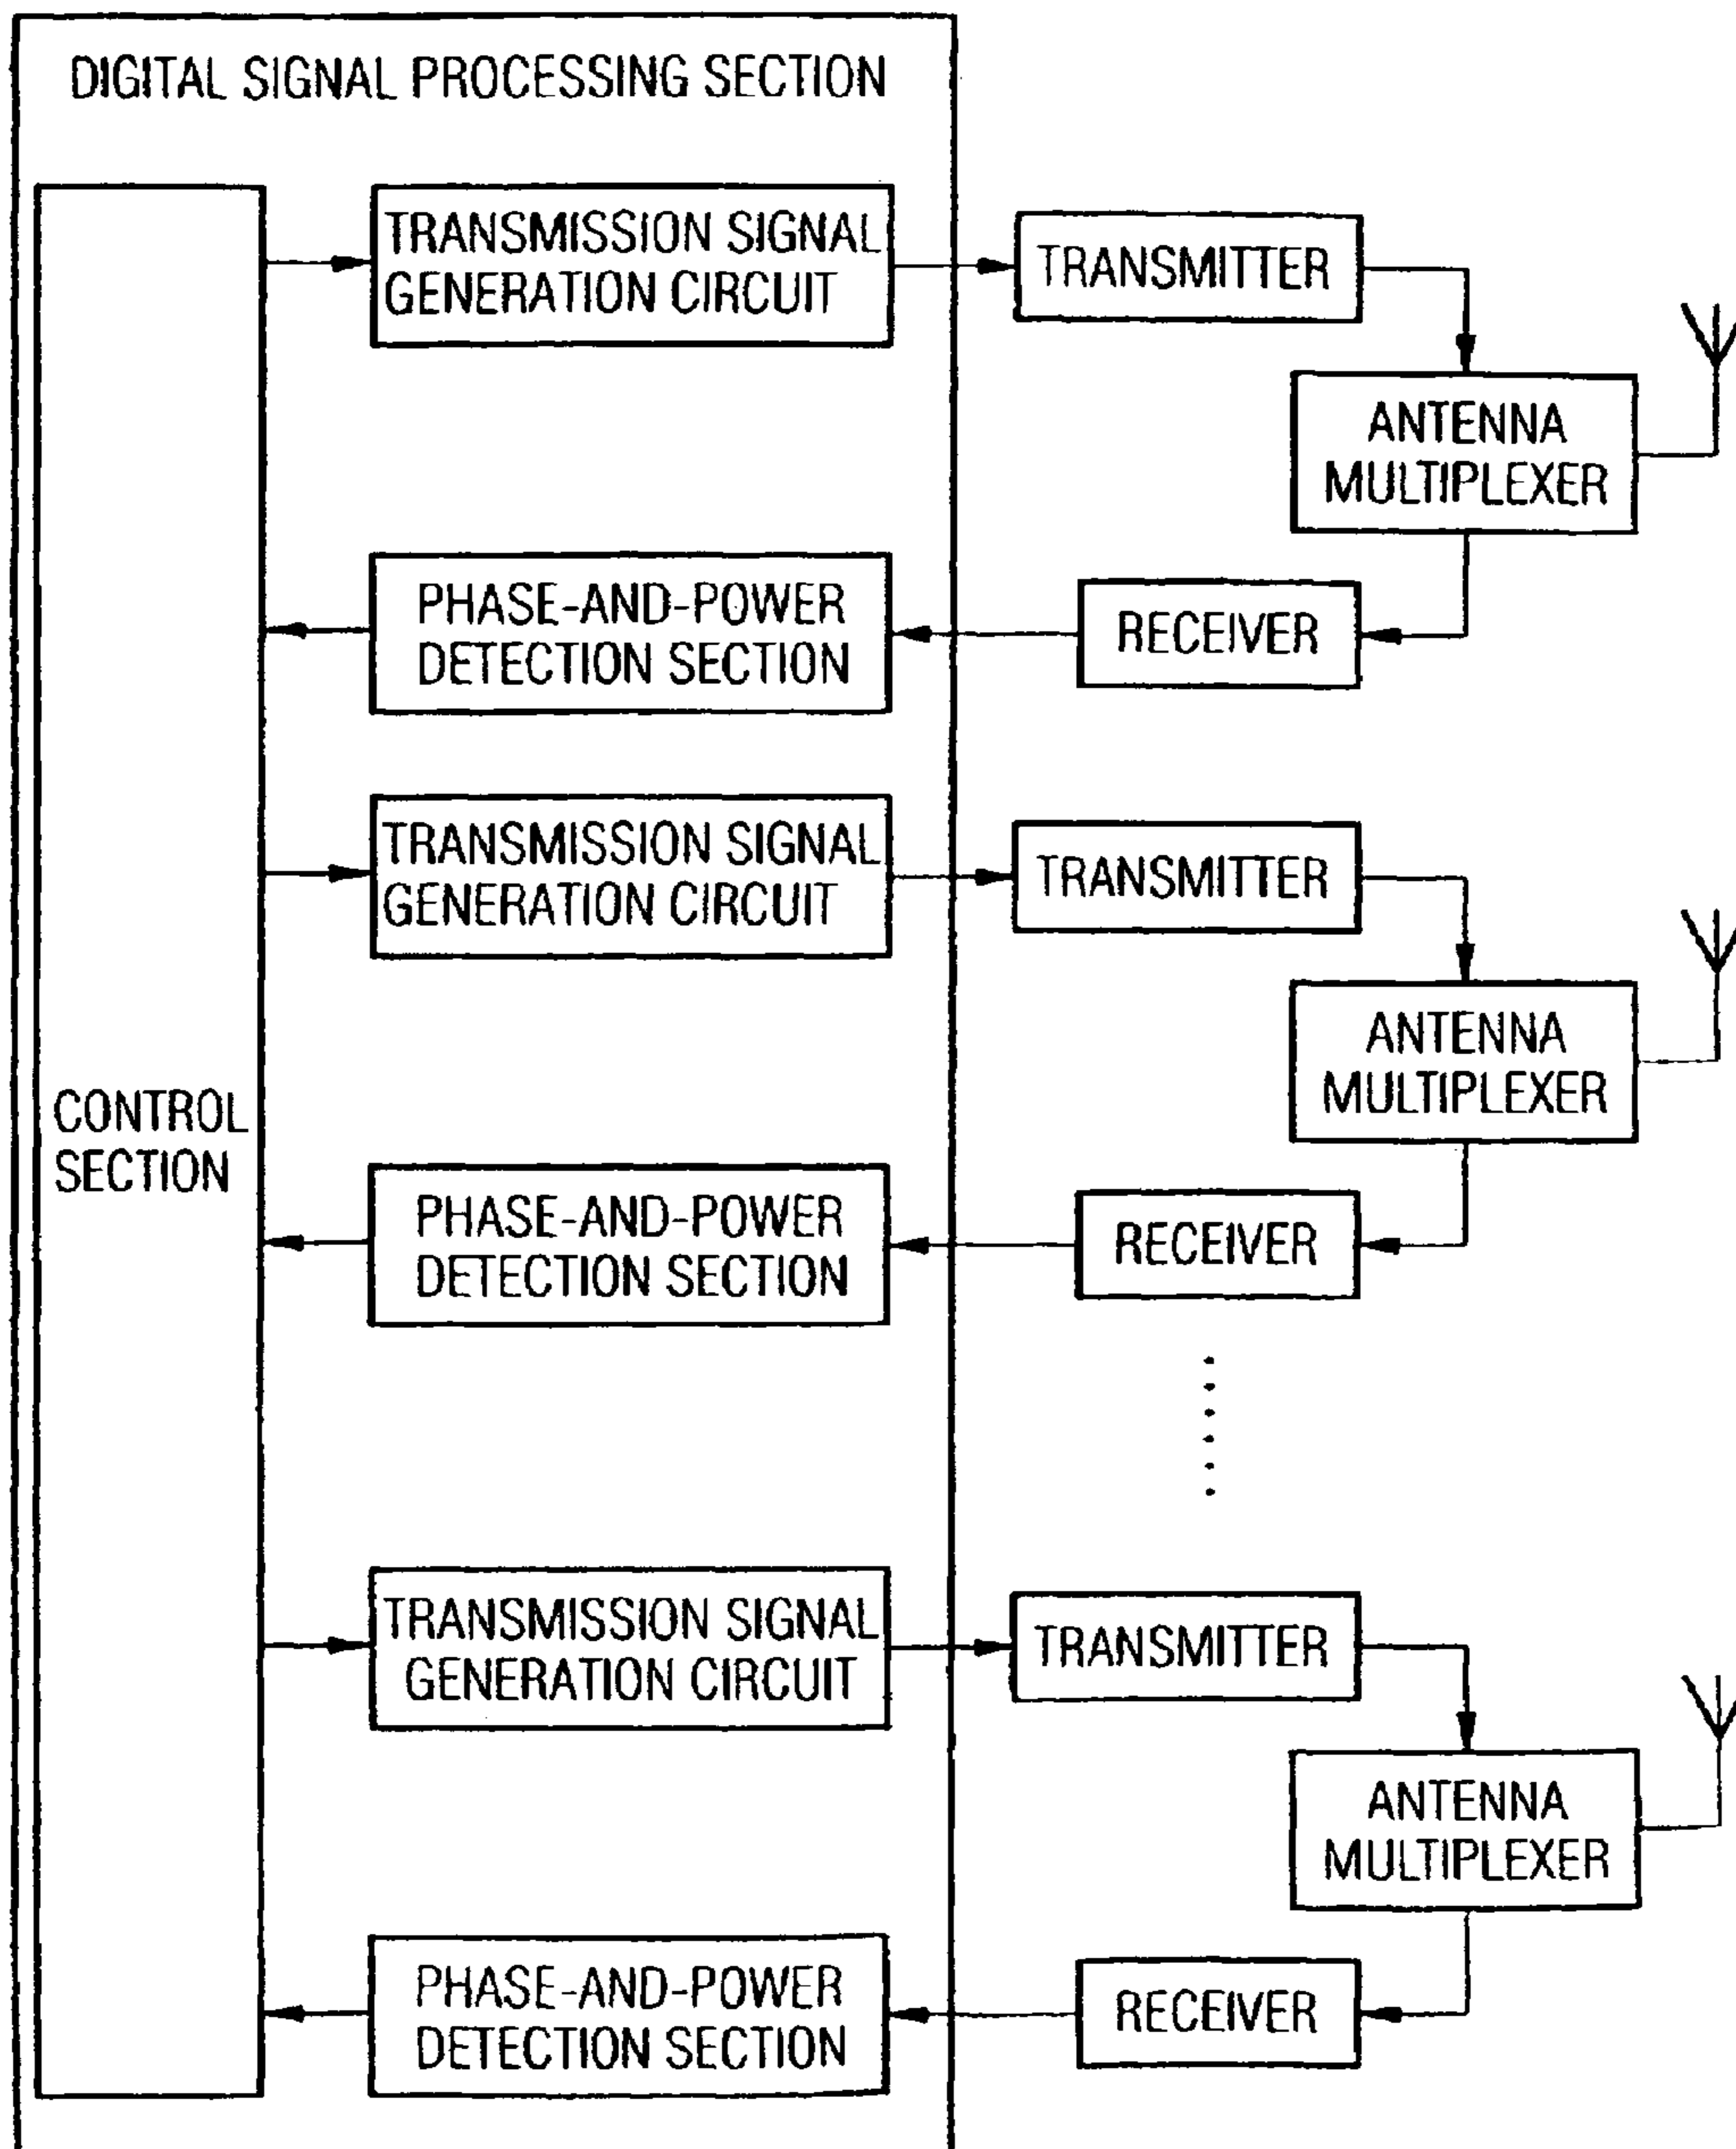 DIGITAL SIGNAL PROCESSING SECTION
TRANSMISSION SIGNAL
GENERATION CIRCUIT
TRANSMITTER
ANTENNA
MULTIPLEXER
PHASE-AND-POWER
DETECTION SECTION
RECEIVER
TRANSMISSION SIGNAL
GENERATION CIRCUIT
TRANSMITTER
ANTENNA
MULTIPLEXER
CONTROL
SECTION
PHASE-AND-POWER
DETECTION SECTION
RECEIVER
TRANSMISSION SIGNAL
GENERATION CIRCUIT
TRANSMITTER
ANTENNA
MULTIPLEXER
PHASE-AND-POWER
DETECTION SECTION
RECEIVER